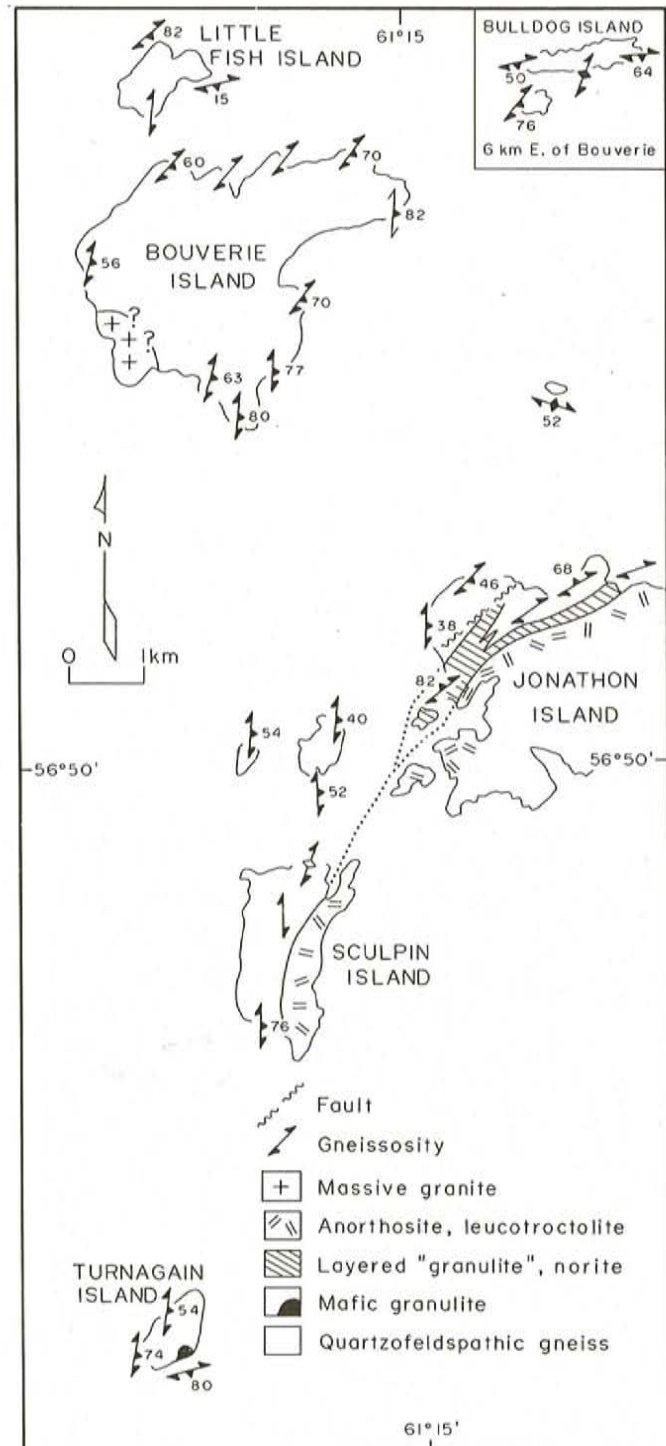 82
LITTLE
FISH ISLAND
15
61°15
BULLDOG ISLAND
50
64
76
6 km E. of Bouverie
60
70
82
56
BOUVERIE
ISLAND
70
?
?
63
77
80
52
N
0 1km
68
46
38
82
JONATHON
ISLAND
54
40
56°50'
56°50'
52
SCULPIN
ISLAND
76
Fault
Gneissosity
Massive granite
Anorthosite, leucotroctolite
Layered "granulite", norite
Mafic granulite
Quartzofeldspathic gneiss
TURNAGAIN
ISLAND
54
74
80
61°15'